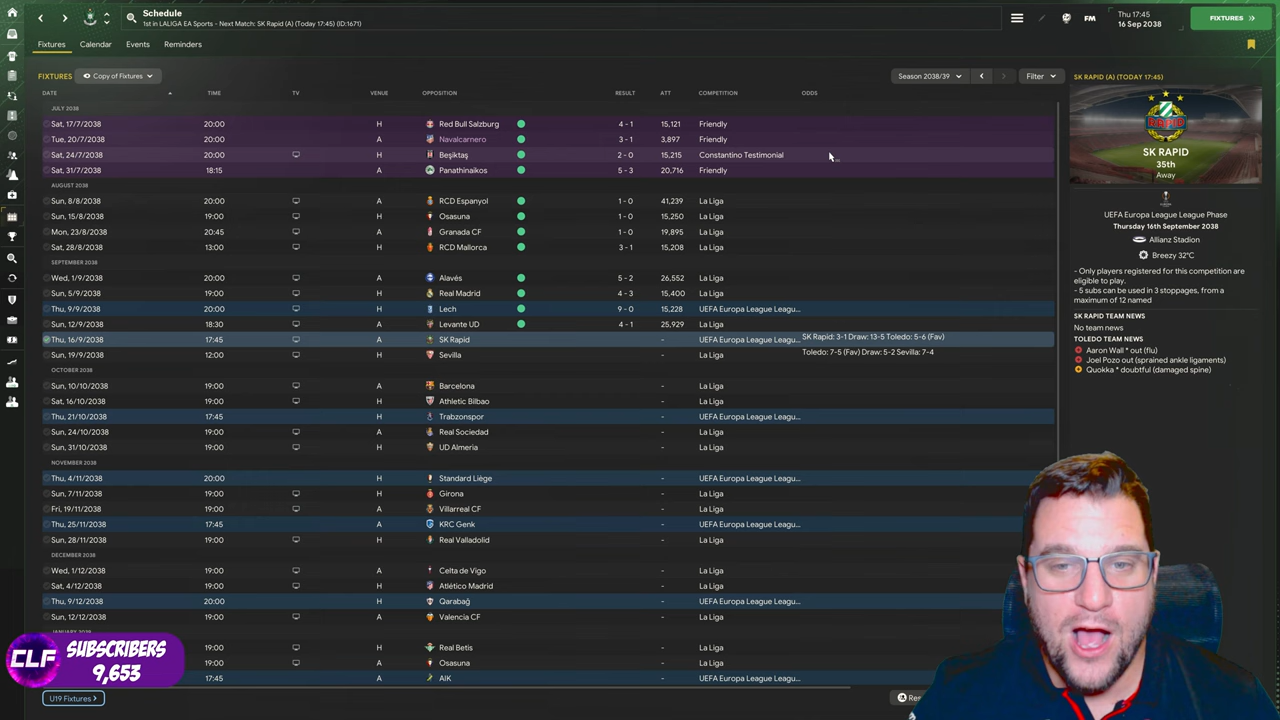 Schedule
1st in LALIGA EA Sports - Next Match: SK Rapid (A) (Today 17:45) (ID:1671)
FM
Thu 17:45
16 Sep 2038
FIXTURES
Fixtures Calendar Events Reminders
FIXTURES Copy of Fixtures Season 2038/39 Filter
DATE TIME TV VENUE OPPOSITION RESULT ATT COMPETITION ODDS
JULY 2038
Sat, 17/7/2038 20:00 H Red Bull Salzburg 4 - 1 15,121 Friendly
Tue, 20/7/2038 20:00 A Navalcarnero 3 - 1 3,897 Friendly
Sat, 24/7/2038 20:00 H Beşiktaş 2 - 0 15,215 Constantino Testimonial
Sat, 31/7/2038 18:15 A Panathinaikos 5 - 3 20,716 Friendly
AUGUST 2038
Sun, 8/8/2038 20:00 A RCD Espanyol 1 - 0 41,239 La Liga
Sun, 15/8/2038 19:00 H Osasuna 1 - 0 15,250 La Liga
Mon, 23/8/2038 20:45 A Granada CF 1 - 0 19,895 La Liga
Sat, 28/8/2038 13:00 H RCD Mallorca 3 - 1 15,208 La Liga
SEPTEMBER 2038
Wed, 1/9/2038 20:00 A Alavés 5 - 2 26,552 La Liga
Sun, 5/9/2038 19:00 H Real Madrid 4 - 3 15,400 La Liga
Thu, 9/9/2038 20:00 H Lech 9 - 0 15,228 UEFA Europa League Leagu...
Sun, 12/9/2038 18:30 A Levante UD 4 - 1 25,929 La Liga
Thu, 16/9/2038 17:45 A SK Rapid - UEFA Europa League Leagu... SK Rapid: 3-1 Draw: 13-5 Toledo: 5-6 (Fav)
Sun, 19/9/2038 12:00 H Sevilla - La Liga Toledo: 7-5 (Fav) Draw: 5-2 Sevilla: 7-4
OCTOBER 2038
Sun, 10/10/2038 19:00 A Barcelona - La Liga
Sat, 16/10/2038 19:00 H Athletic Bilbao - La Liga
Thu, 21/10/2038 17:45 H Trabzonspor - UEFA Europa League Leagu...
Sun, 24/10/2038 19:00 A Real Sociedad - La Liga
Sun, 31/10/2038 19:00 H UD Almeria - La Liga
NOVEMBER 2038
Thu, 4/11/2038 20:00 H Standard Liège - UEFA Europa League Leagu...
Sun, 7/11/2038 19:00 H Girona - La Liga
Fri, 19/11/2038 19:00 A Villarreal CF - La Liga
Thu, 25/11/2038 17:45 A KRC Genk - UEFA Europa League Leagu...
Sun, 28/11/2038 19:00 H Real Valladolid - La Liga
DECEMBER 2038
Wed, 1/12/2038 19:00 A Celta de Vigo - La Liga
Sat, 4/12/2038 19:00 H Atlético Madrid - La Liga
Thu, 9/12/2038 20:00 H Qarabağ - UEFA Europa League Leagu...
Sun, 12/12/2038 19:00 A Valencia CF - La Liga
19:00 H Real Betis - La Liga
19:00 A Osasuna - La Liga
17:45 A AIK - UEFA Europa League Leagu...
U19 Fixtures >
SK RAPID (A) (TODAY 17:45)
SK RAPID
35th
Away
UEFA Europa League League Phase
Thursday 16th September 2038
Allianz Stadion
Breezy 32°C
- Only players registered for this competition are
eligible to play.
- 5 subs can be used in 3 stoppages, from a
maximum of 12 named
SK RAPID TEAM NEWS
No team news
TOLEDO TEAM NEWS
Aaron Wall * out (flu)
Joel Pozo out (sprained ankle ligaments)
Quokka * doubtful (damaged spine)
CLF SUBSCRIBERS
9,653